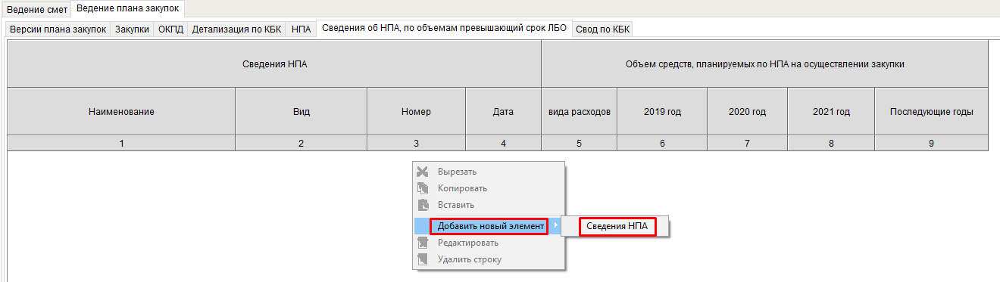 Ведение смет Ведение плана закупок
Версии плана закупок Закупки ОКПД Детализация по КБК НПА Сведения об НПА, по объемам превышающий срок ЛБО Свод по КБК
Сведения НПА Объем средств, планируемых по НПА на осуществлении закупки
Наименование Вид Номер Дата вида расходов 2019 год 2020 год 2021 год Последующие годы
1 2 3 4 5 6 7 8 9
Вырезать
Копировать
Вставить
Добавить новый элемент Сведения НПА
Редактировать
Удалить строку